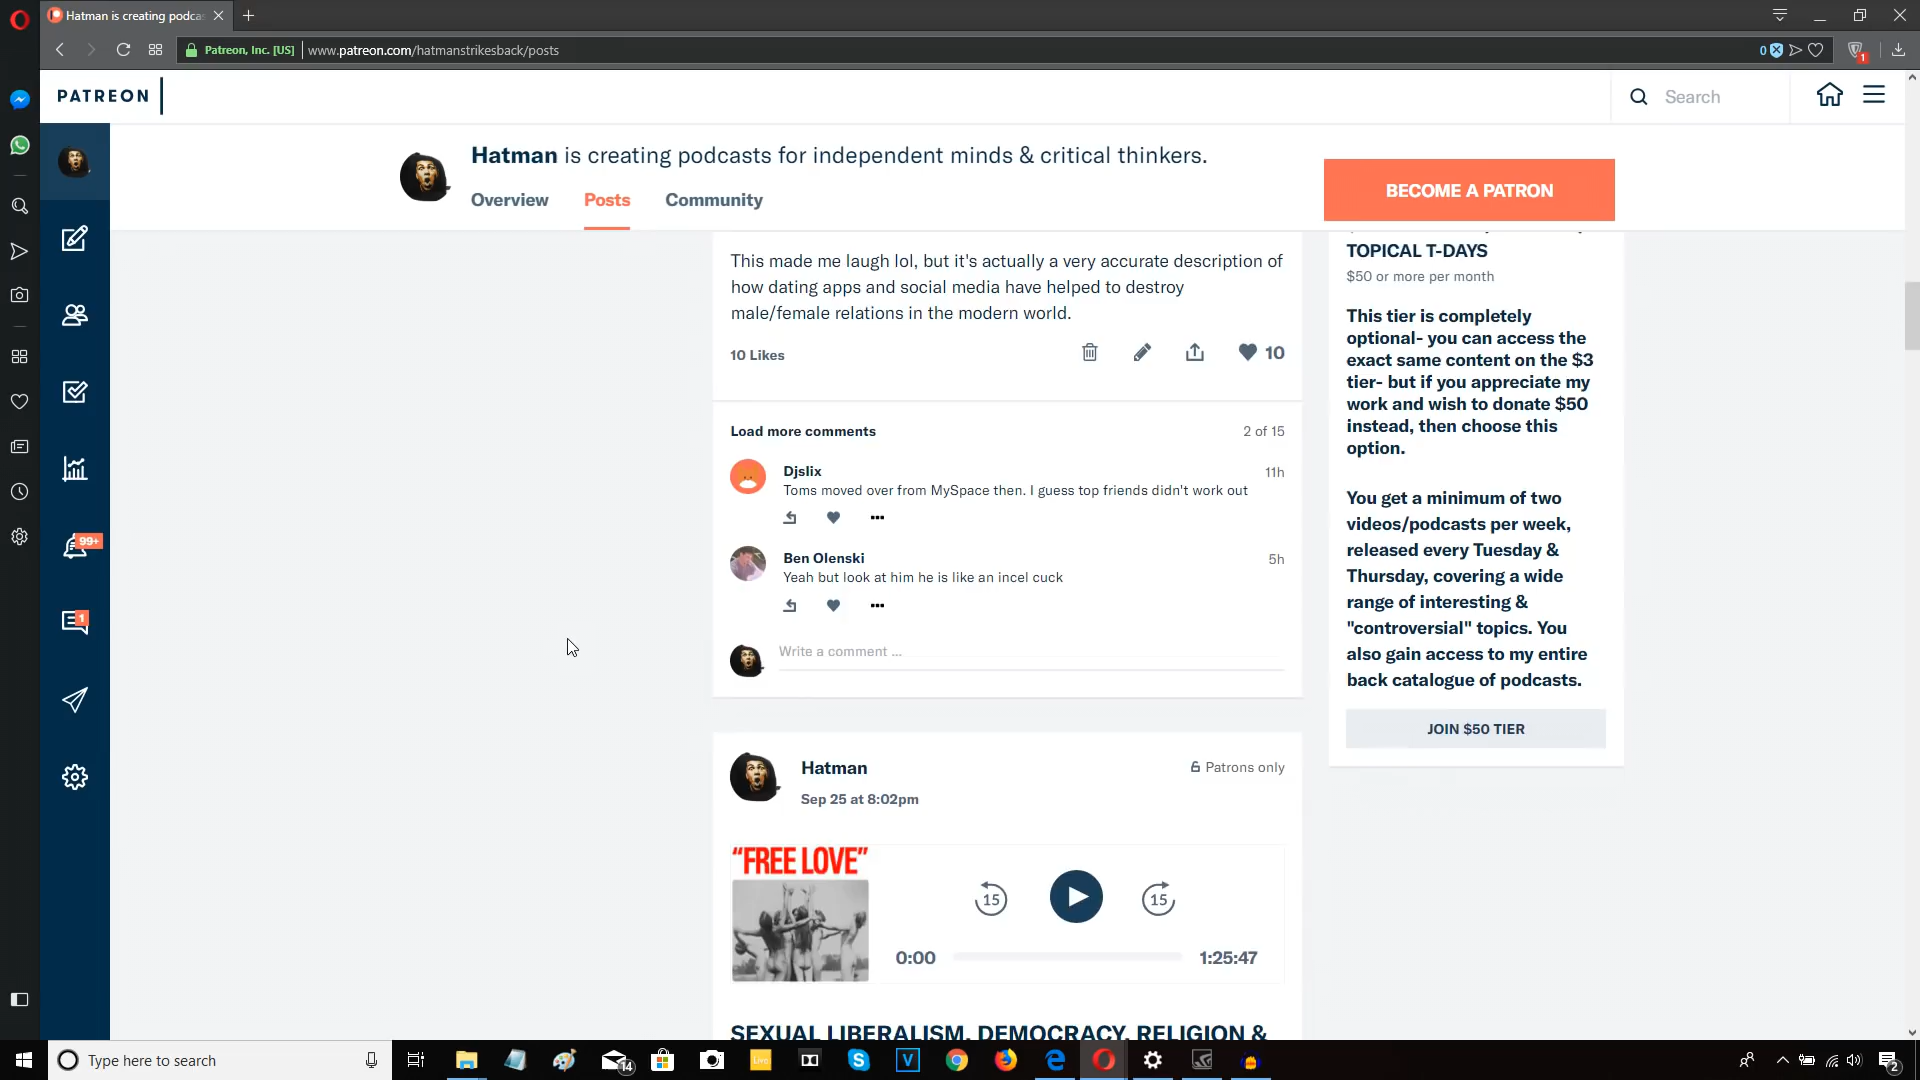 Hatman is creating podcas
Patreon, Inc. [US]
www.patreon.com/hatmanstrikesback/posts
0
1
PATREON
Search
Hatman is creating podcasts for independent minds & critical thinkers.
Overview
Posts
Community
BECOME A PATRON
99+
1
This made me laugh lol, but it's actually a very accurate description of
how dating apps and social media have helped to destroy
male/female relations in the modern world.
10 Likes
10
Load more comments
2 of 15
Djslix
11h
Toms moved over from MySpace then. I guess top friends didn't work out
Ben Olenski
5h
Yeah but look at him he is like an incel cuck
Write a comment ...
Hatman
Patrons only
Sep 25 at 8:02pm
"FREE LOVE"
15
15
0:00
1:25:47
SEXUAL LIBERALISM, DEMOCRACY, RELIGION &
TOPICAL T-DAYS
$50 or more per month
This tier is completely
optional- you can access the
exact same content on the $3
tier- but if you appreciate my
work and wish to donate $50
instead, then choose this
option.
You get a minimum of two
videos/podcasts per week,
released every Tuesday &
Thursday, covering a wide
range of interesting &
"controversial" topics. You
also gain access to my entire
back catalogue of podcasts.
JOIN $50 TIER
Type here to search
14
Live
V
2